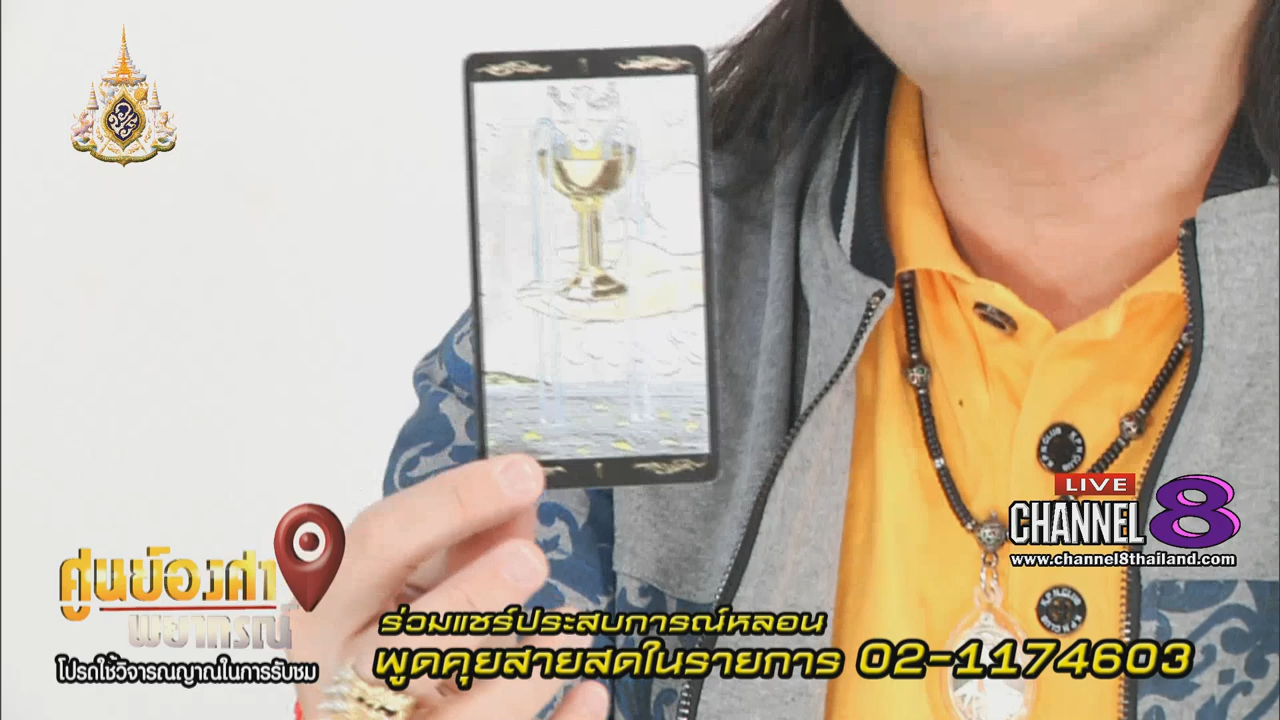 LIVE
CHANNEL 8
www.channel8thailand.com
ศูนย์องศา
พยากรณ์
โปรดใช้วิจารณญาณในการรับชม
ร่วมแชร์ประสบการณ์หลอน
พูดคุยสายสดในรายการ 02-1174603